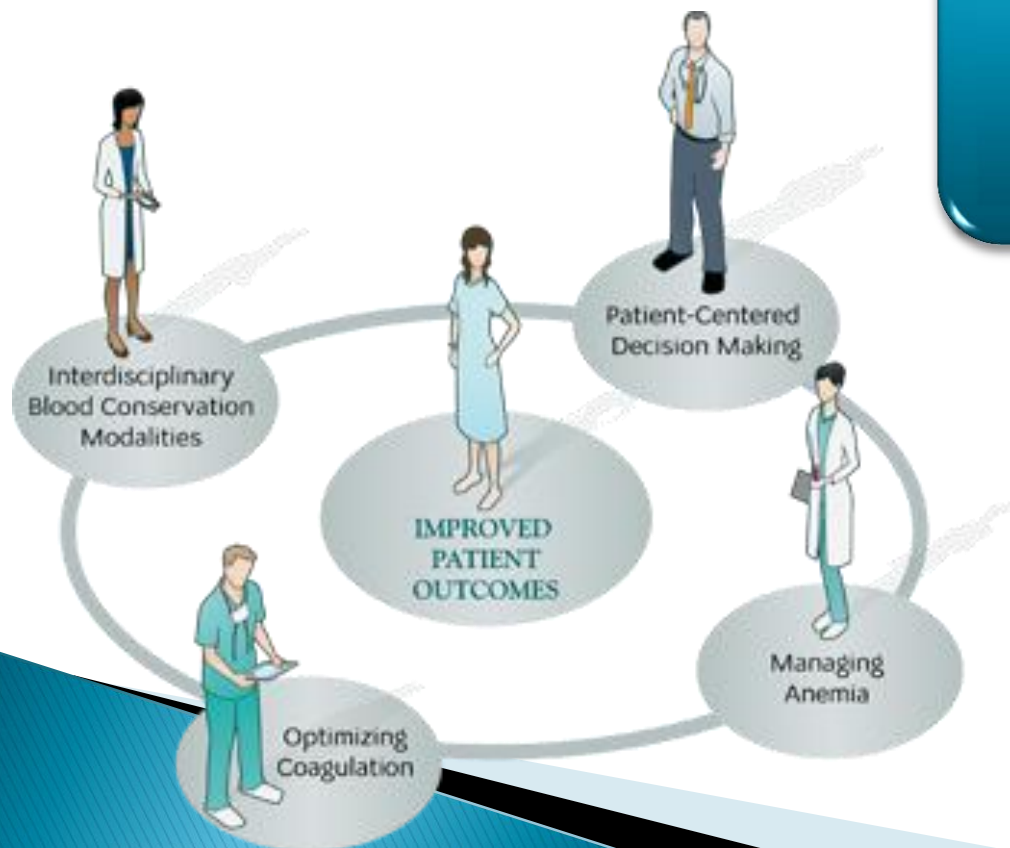 Patient-Centered
Decision Making
Interdisciplinary
Blood Conservation
Modalities
IMPROVED
PATIENT
OUTCOMES
Managing
Anemia
Optimizing
Coagulation